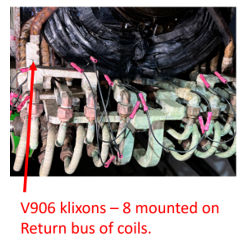 V906 klixons – 8 mounted on
Return bus of coils.